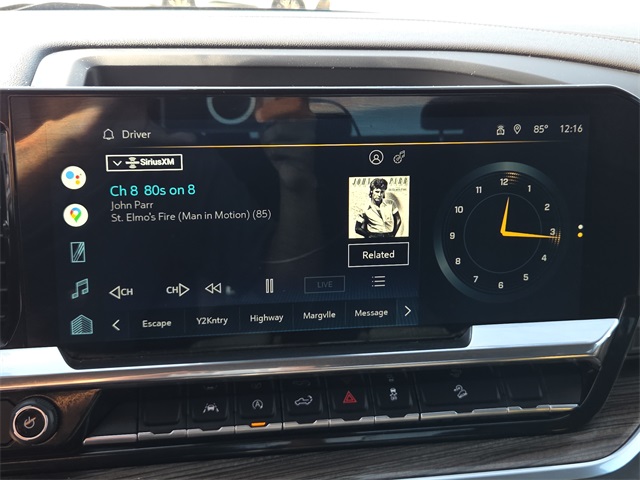 Driver
85° 12:16
SiriusXM
Ch 8 80s on 8
John Parr
St. Elmo's Fire (Man in Motion) (85)
JOHN PARR
Related
12
1
2
3
4
5
6
7
8
9
10
11
CH CH LIVE
Escape Y2Kntry Highway Margvlle Message